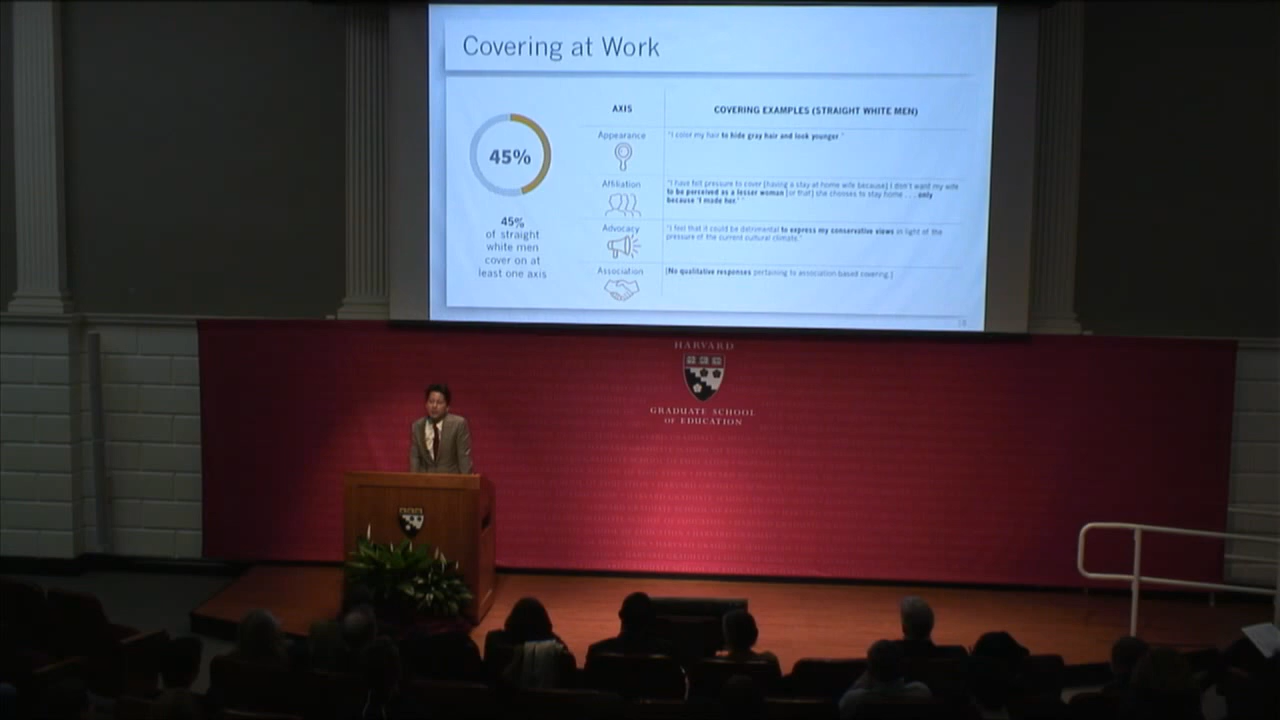 Covering at Work
45%
45%
of straight
white men
cover on at
least one axis
AXIS
COVERING EXAMPLES (STRAIGHT WHITE MEN)
Appearance
"I color my hair to hide gray hair and look younger."
Affiliation
"I have felt pressure to cover [having a stay at home wife because] I don't want my wife
to be perceived as a lesser woman [or that] she chooses to stay home . . . only
because 'I made her.' "
Advocacy
"I feel that it could be detrimental to express my conservative views in light of the
pressure of the current cultural climate."
Association
[No qualitative responses pertaining to association-based covering.]
HARVARD
GRADUATE SCHOOL
OF EDUCATION